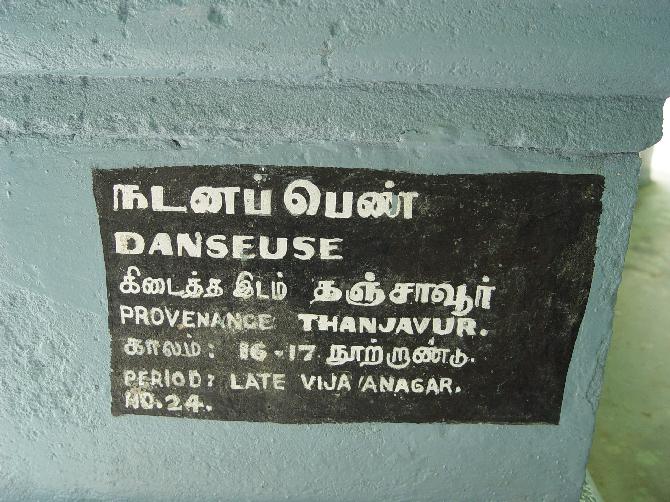 நடனப் பெண்
DANSEUSE
கிடைத்த இடம் தஞ்சாவூர்
PROVENANCE THANJAVUR.
காலம்: 16-17 நூற்றுண்டு.
PERIOD: LATE VIJAYANAGAR.
NO.24.